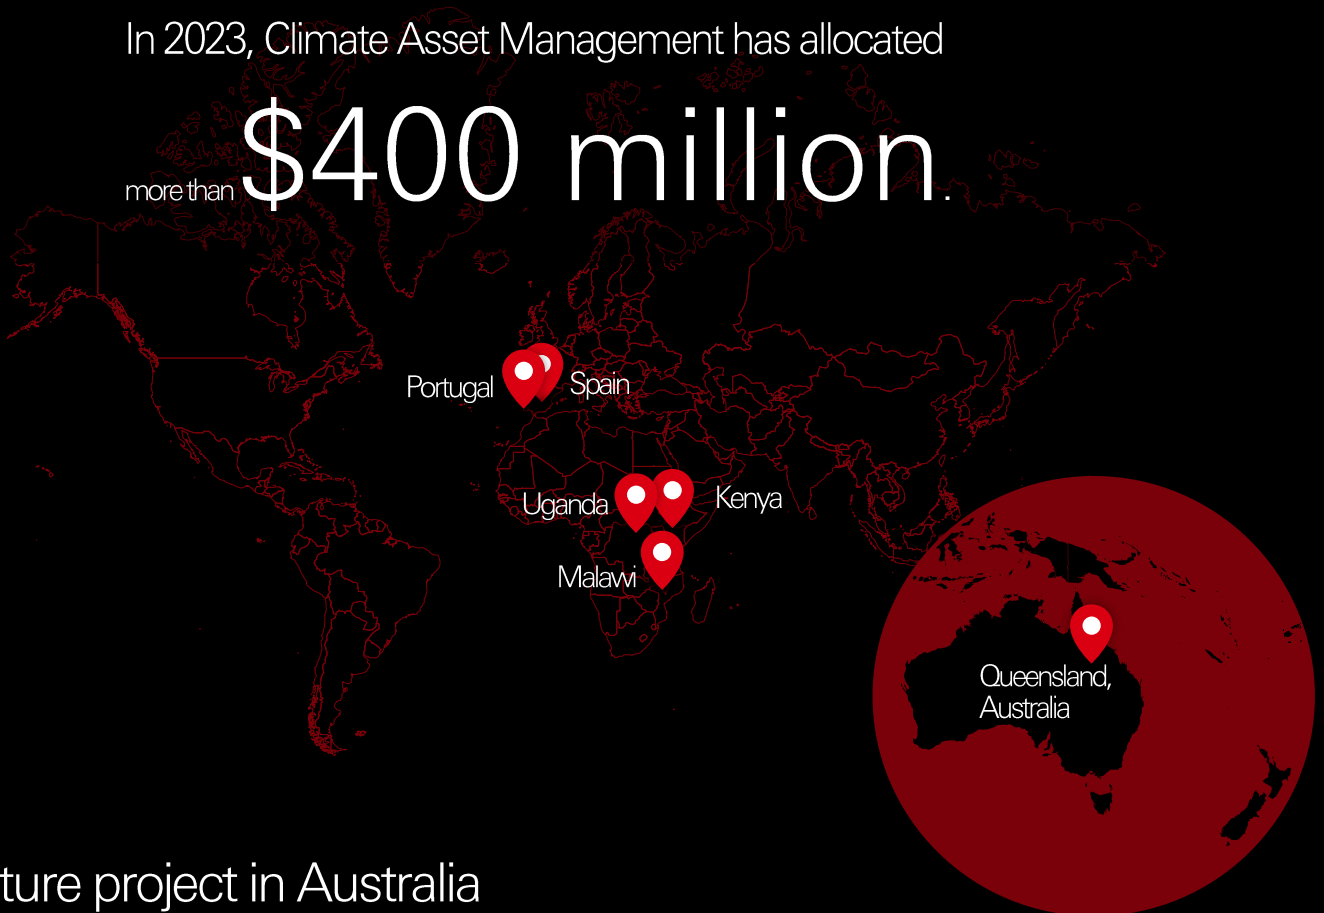 In 2023, Climate Asset Management has allocated
more than $400 million.
Portugal
Spain
Uganda
Kenya
Malawi
Queensland,
Australia
ture project in Australia